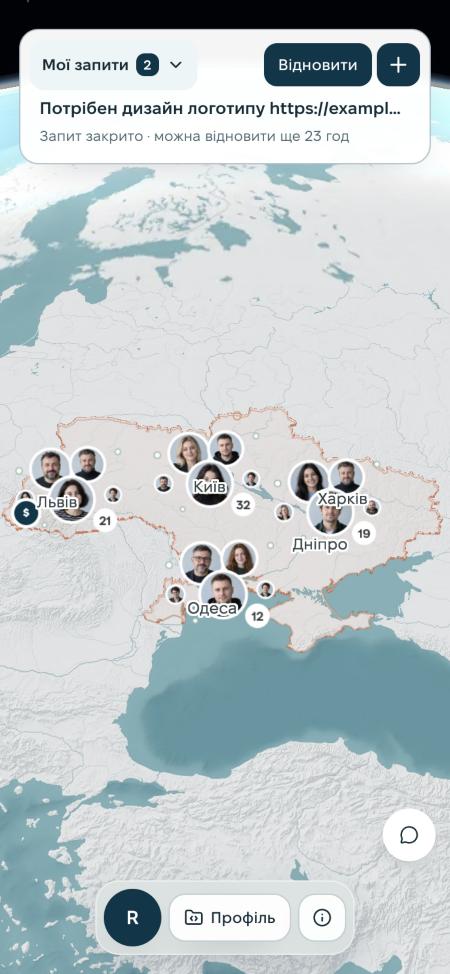 Мої запити 2
Відновити
Потрібен дизайн логотипу https://exampl...
Запит закрито · можна відновити ще 23 год
Львів
$
21
Київ
32
Харків
19
Дніпро
Одеса
12
R
Профіль